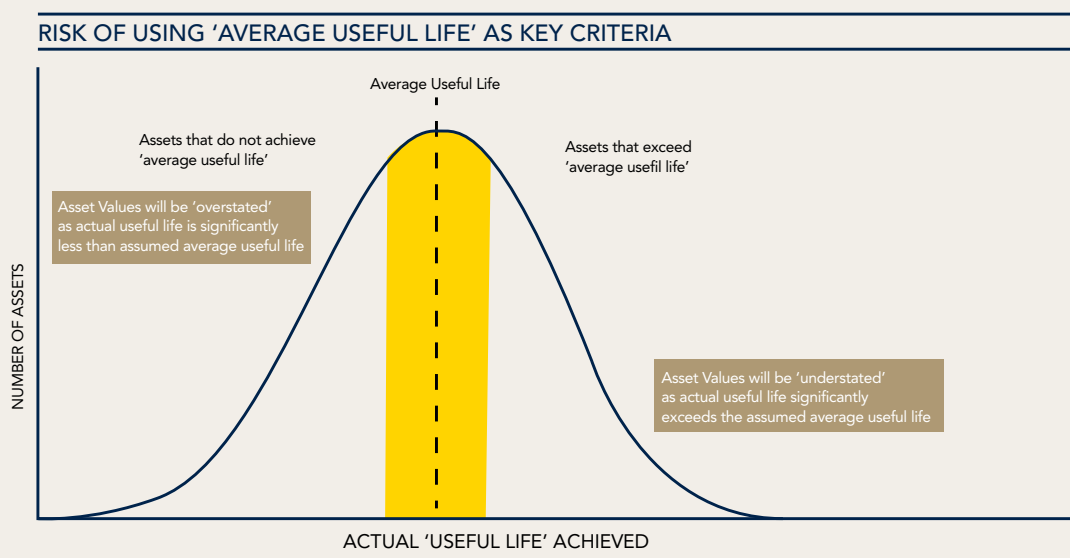 RISK OF USING ‘AVERAGE USEFUL LIFE’ AS KEY CRITERIA
Average Useful Life
Assets that do not achieve
‘average useful life’
Assets that exceed
‘average usefil life’
Asset Values will be ‘overstated’
as actual useful life is significantly
less than assumed average useful life
NUMBER OF ASSETS
Asset Values will be ‘understated’
as actual useful life significantly
exceeds the assumed average useful life
ACTUAL ‘USEFUL LIFE’ ACHIEVED